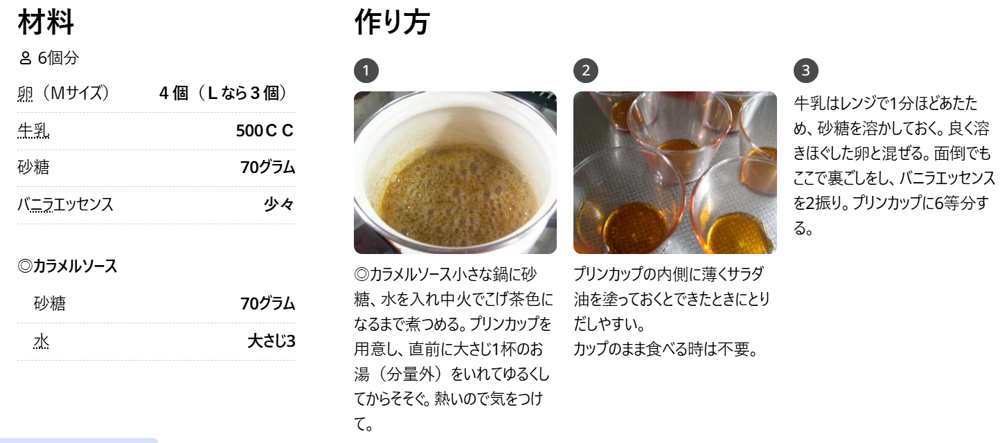 材料
6個分
卵（Mサイズ） ４個（Ｌなら３個）
牛乳 500ＣＣ
砂糖 70グラム
バニラエッセンス 少々
◎カラメルソース
砂糖 70グラム
水 大さじ3
作り方
1
◎カラメルソース小さな鍋に砂
糖、水を入れ中火でこげ茶色に
なるまで煮つめる。プリンカップを
用意し、直前に大さじ1杯のお
湯（分量外）をいれてゆるくし
てからそそぐ。熱いので気をつけ
て。
2
プリンカップの内側に薄くサラダ
油を塗っておくとできたときにとり
だしやすい。
カップのまま食べる時は不要。
3
牛乳はレンジで1分ほどあたた
め、砂糖を溶かしておく。良く溶
きほぐした卵と混ぜる。面倒でも
ここで裏ごしをし、バニラエッセンス
を2振り。プリンカップに6等分す
る。